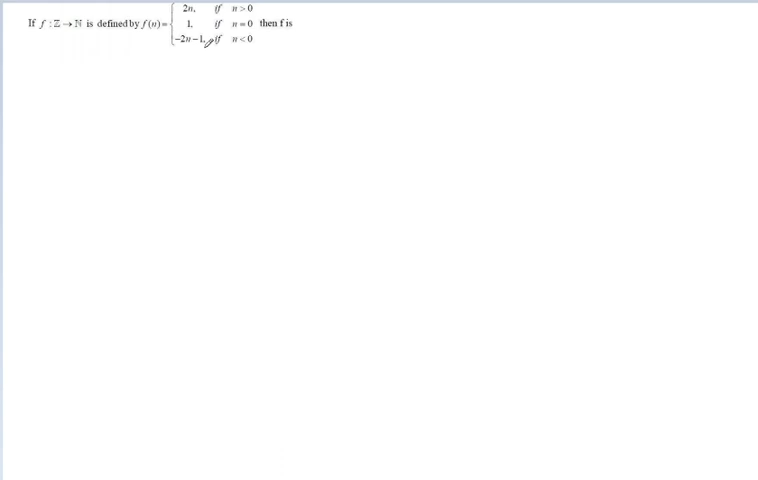 If f : ℤ → ℕ is defined by f(n) = { 2n, if n > 0
1, if n = 0 then f is
−2n − 1, if n < 0